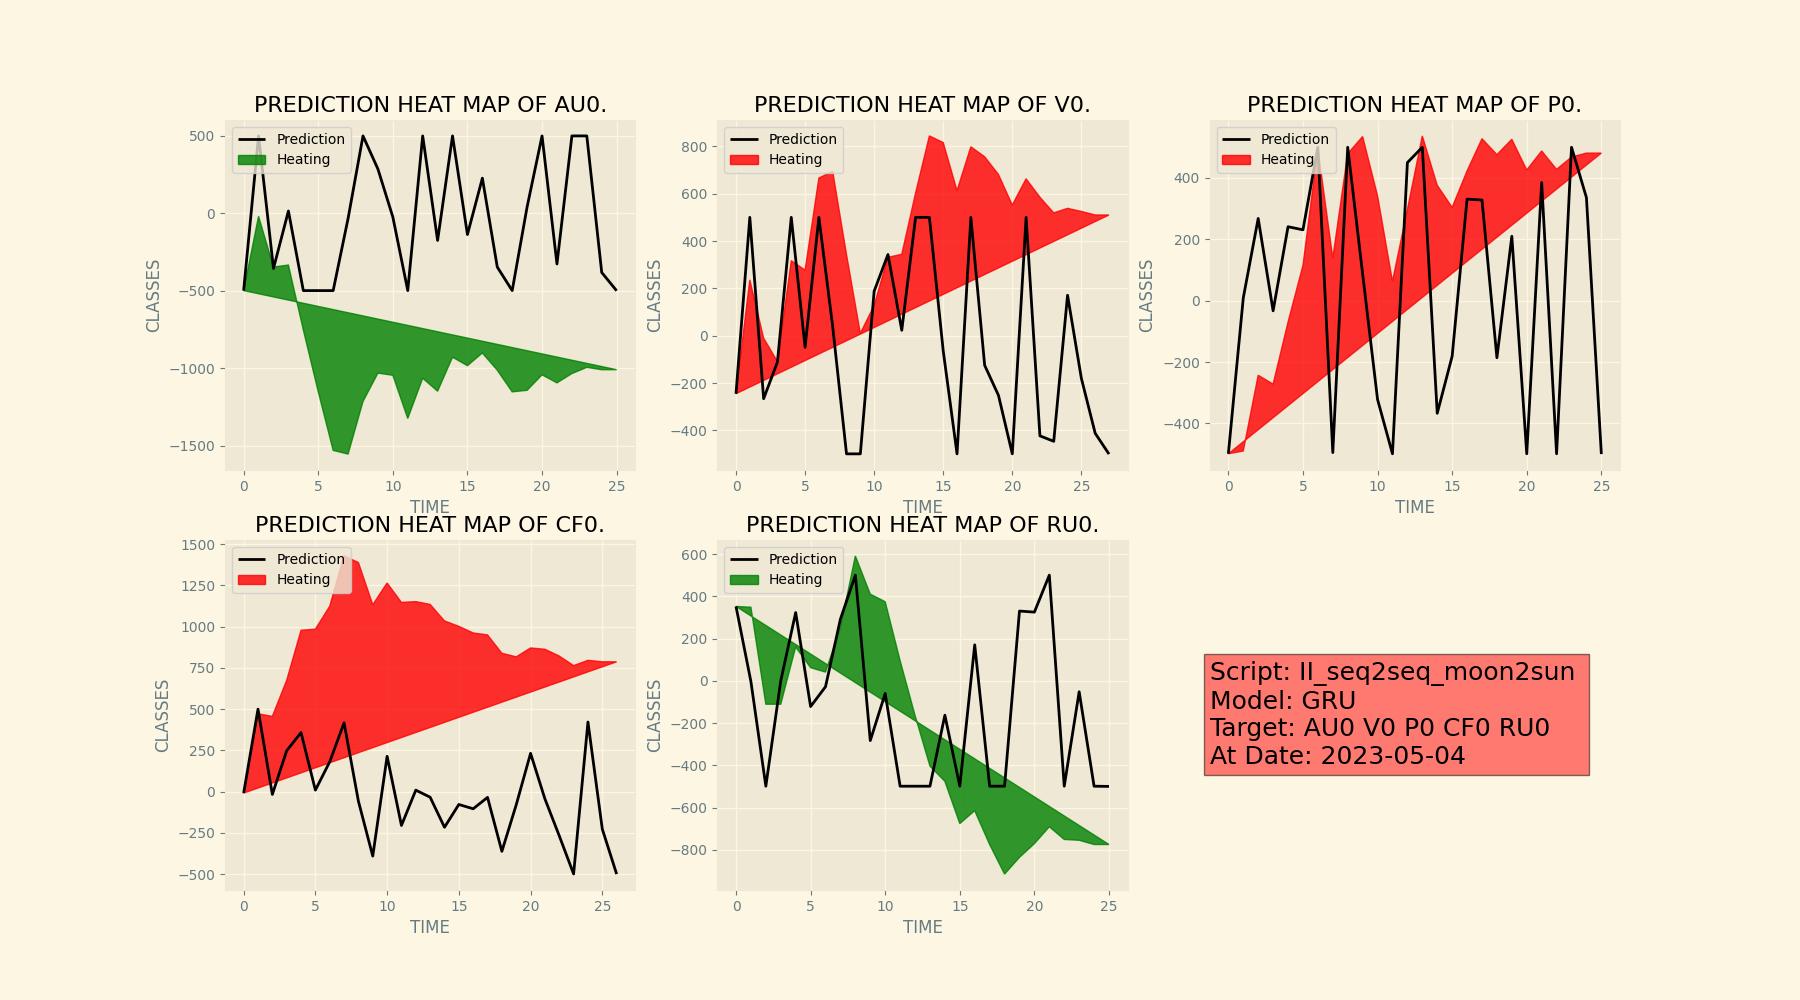 PREDICTION HEAT MAP OF AU0.
Prediction
Heating
500
0
−500
−1000
−1500
CLASSES
0 5 10 15 20 25
TIME
PREDICTION HEAT MAP OF V0.
Prediction
Heating
800
600
400
200
0
−200
−400
CLASSES
0 5 10 15 20 25
TIME
PREDICTION HEAT MAP OF P0.
Prediction
Heating
400
200
0
−200
−400
CLASSES
0 5 10 15 20 25
TIME
PREDICTION HEAT MAP OF CF0.
Prediction
Heating
1500
1250
1000
750
500
250
0
−250
−500
CLASSES
0 5 10 15 20 25
TIME
PREDICTION HEAT MAP OF RU0.
Prediction
Heating
600
400
200
0
−200
−400
−600
−800
CLASSES
0 5 10 15 20 25
TIME
Script: II_seq2seq_moon2sun
Model: GRU
Target: AU0 V0 P0 CF0 RU0
At Date: 2023-05-04